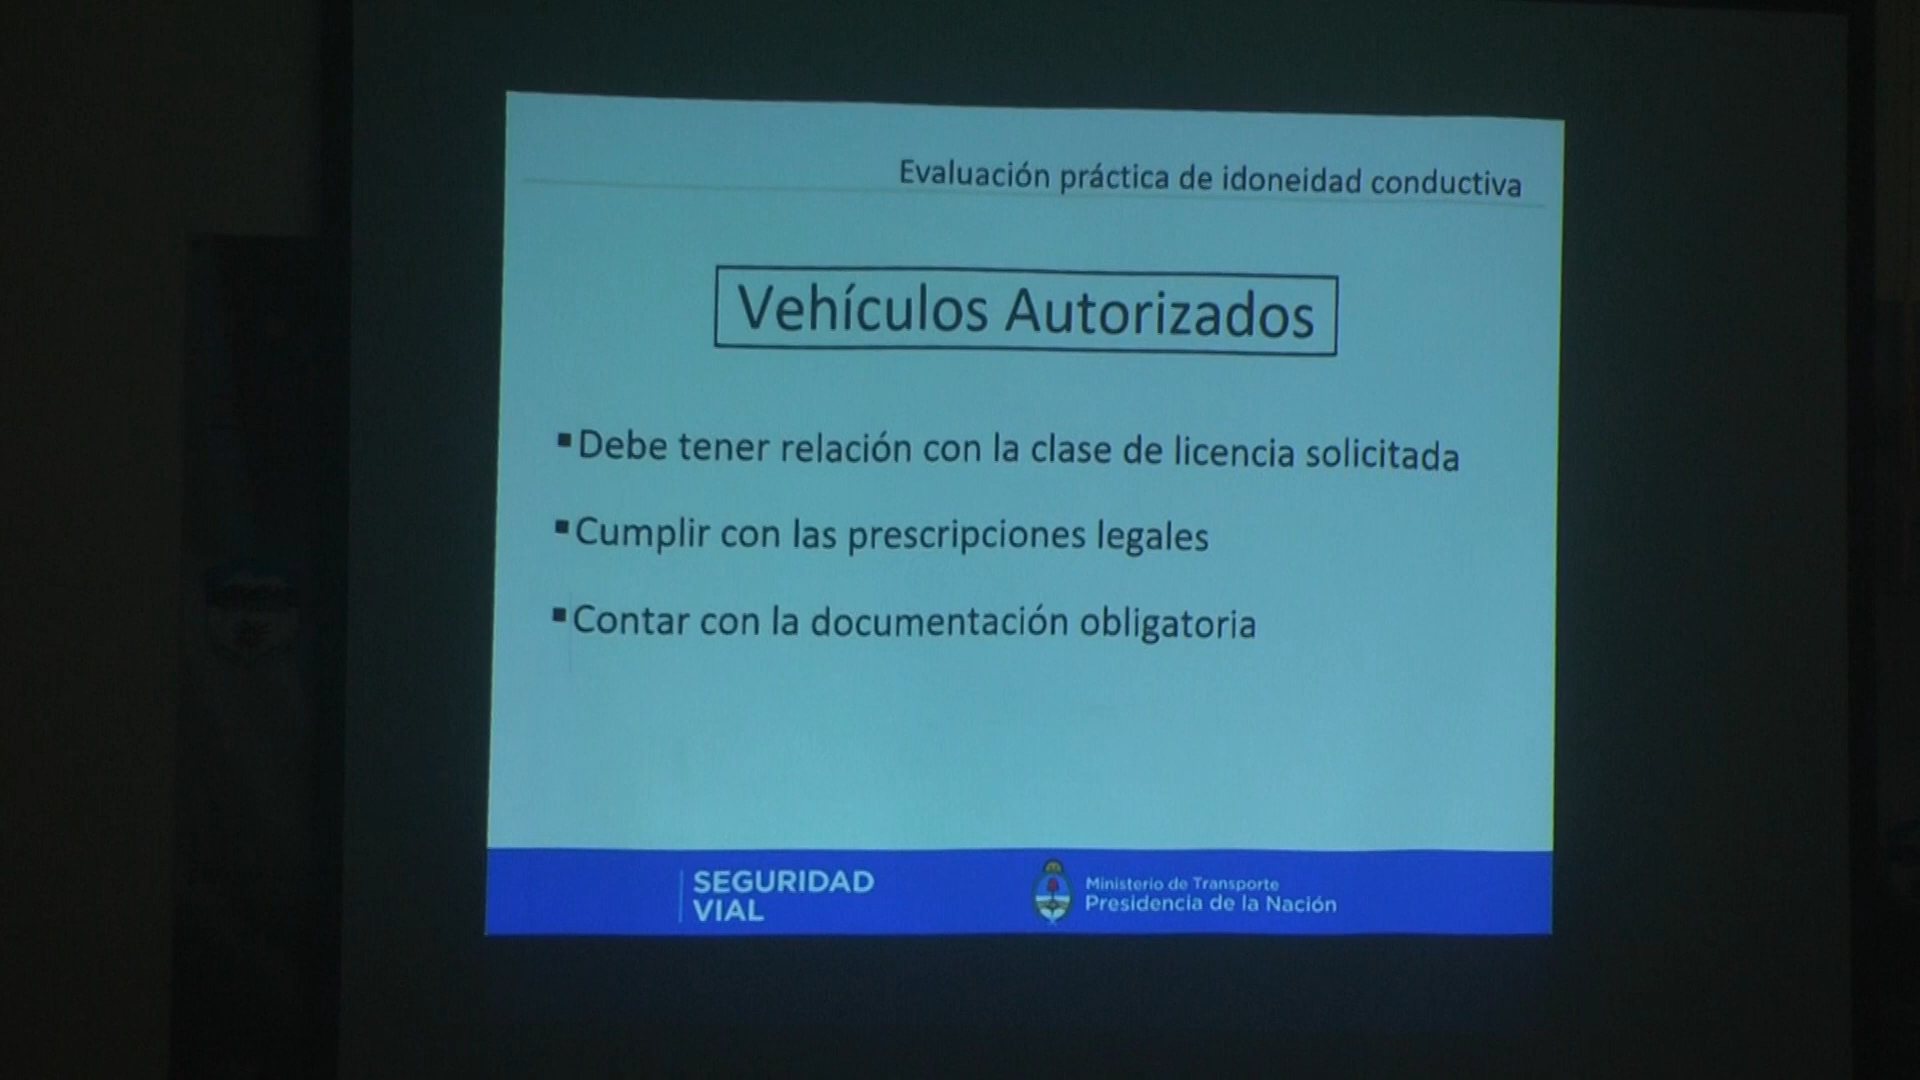 Evaluación práctica de idoneidad conductiva
Vehículos Autorizados
▪Debe tener relación con la clase de licencia solicitada
▪Cumplir con las prescripciones legales
▪Contar con la documentación obligatoria
SEGURIDAD
VIAL
Ministerio de Transporte
Presidencia de la Nación